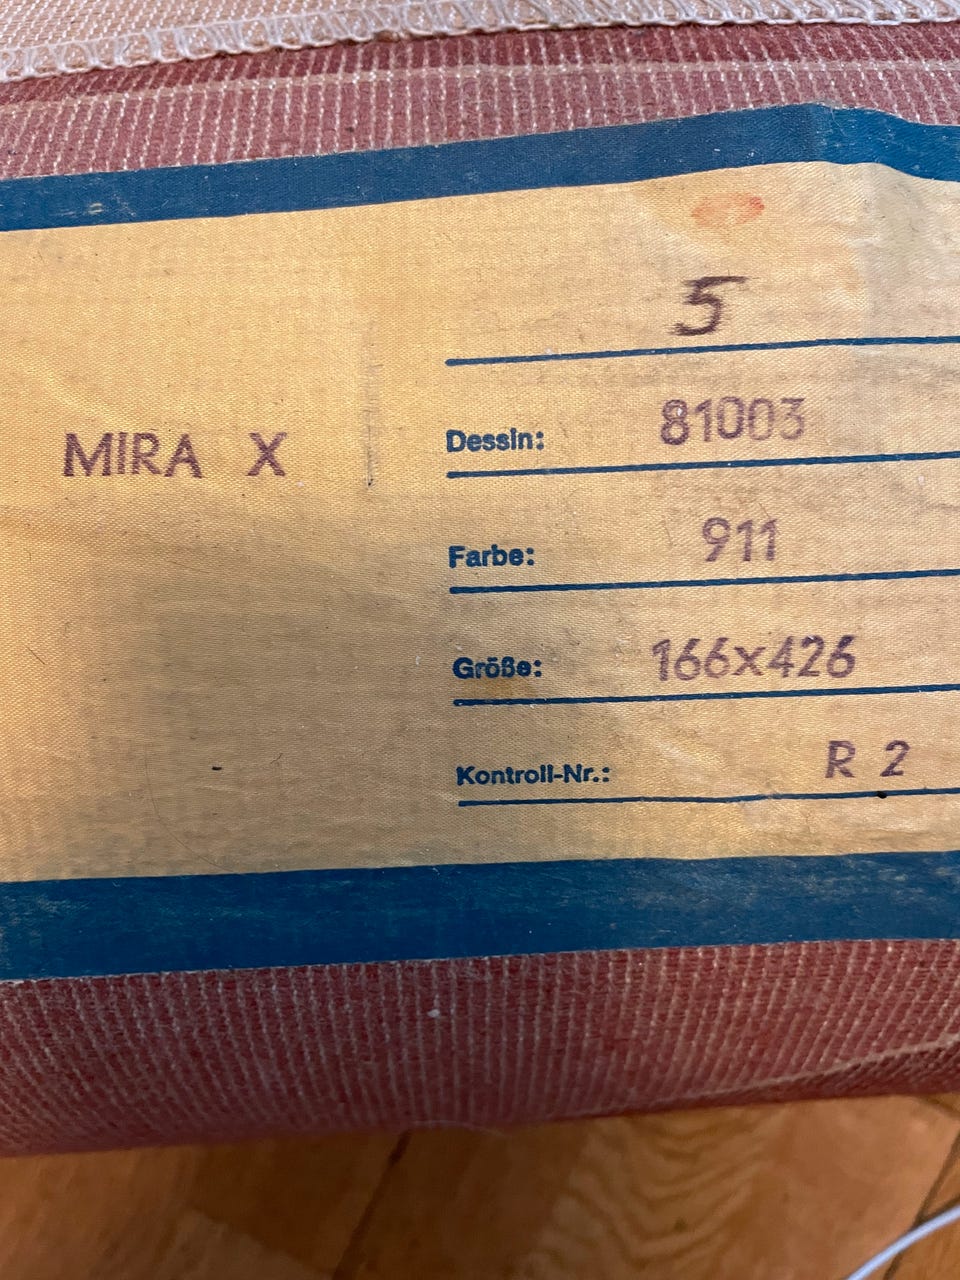 5
MIRA X
Dessin: 81003
Farbe: 911
Größe: 166x426
Kontroll-Nr.: R 2